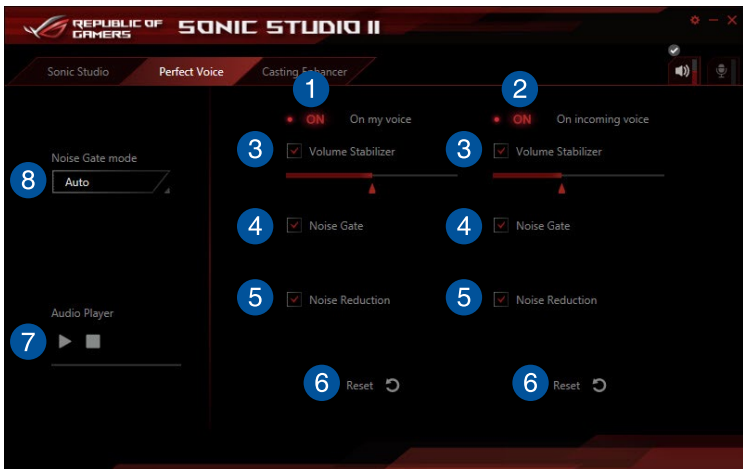 REPUBLIC OF
GAMERS
SONIC STUDIO II
Sonic Studio
Perfect Voice
Casting Enhancer
1
2
ON
On my voice
ON
On incoming voice
3
Volume Stabilizer
3
Volume Stabilizer
Noise Gate mode
8
Auto
4
Noise Gate
4
Noise Gate
5
Noise Reduction
5
Noise Reduction
Audio Player
7
6
Reset
6
Reset